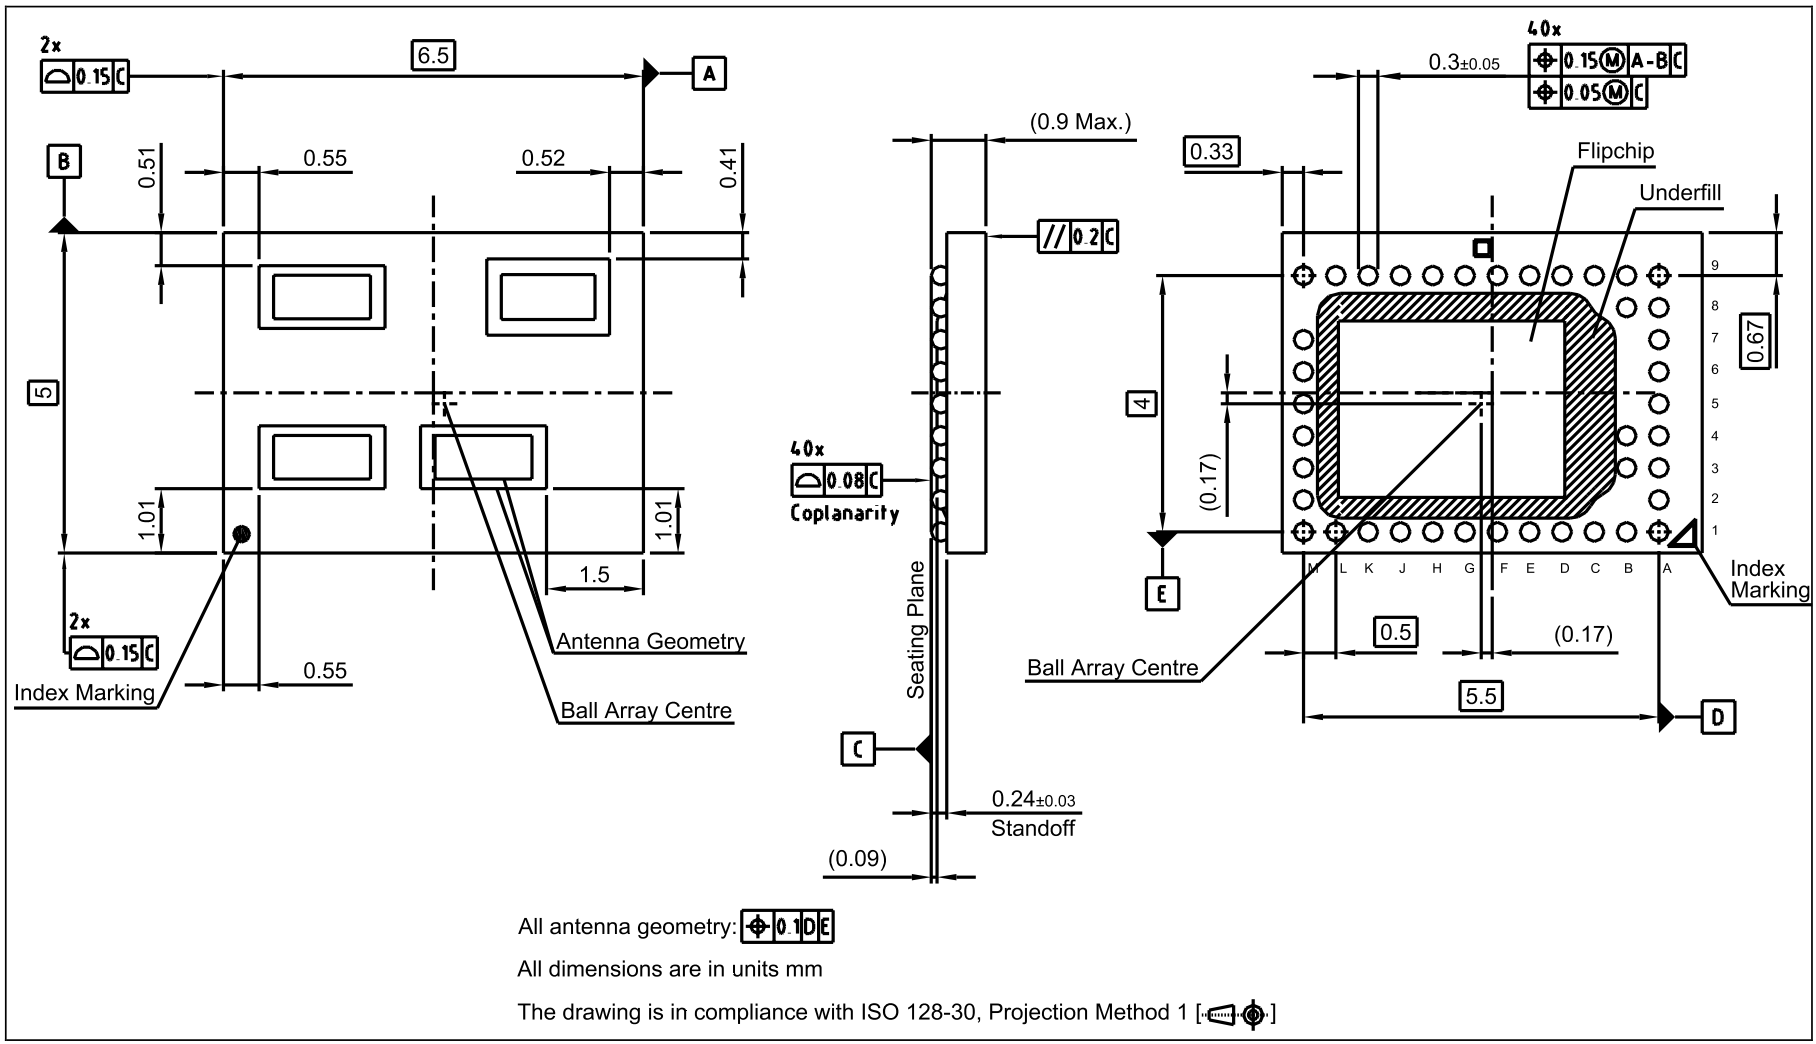 2x
0.15 C
6.5
A
B
0.51
0.55
0.52
0.41
5
1.01
1.01
1.5
2x
0.15 C
0.55
Index Marking
Antenna Geometry
Ball Array Centre
(0.9 Max.)
// 0.2 C
40x
0.08 C
Coplanarity
Seating Plane
C
0.24±0.03
Standoff
(0.09)
40x
0.3±0.05
0.15 Ⓜ A-B C
0.05 Ⓜ C
0.33
Flipchip
Underfill
9
8
7
6
5
4
3
2
1
0.67
4
(0.17)
E
M L K J H G F E D C B A
Index
Marking
0.5
(0.17)
Ball Array Centre
5.5
D
All antenna geometry: ⌖ 0.1 D E
All dimensions are in units mm
The drawing is in compliance with ISO 128-30, Projection Method 1 [ ]